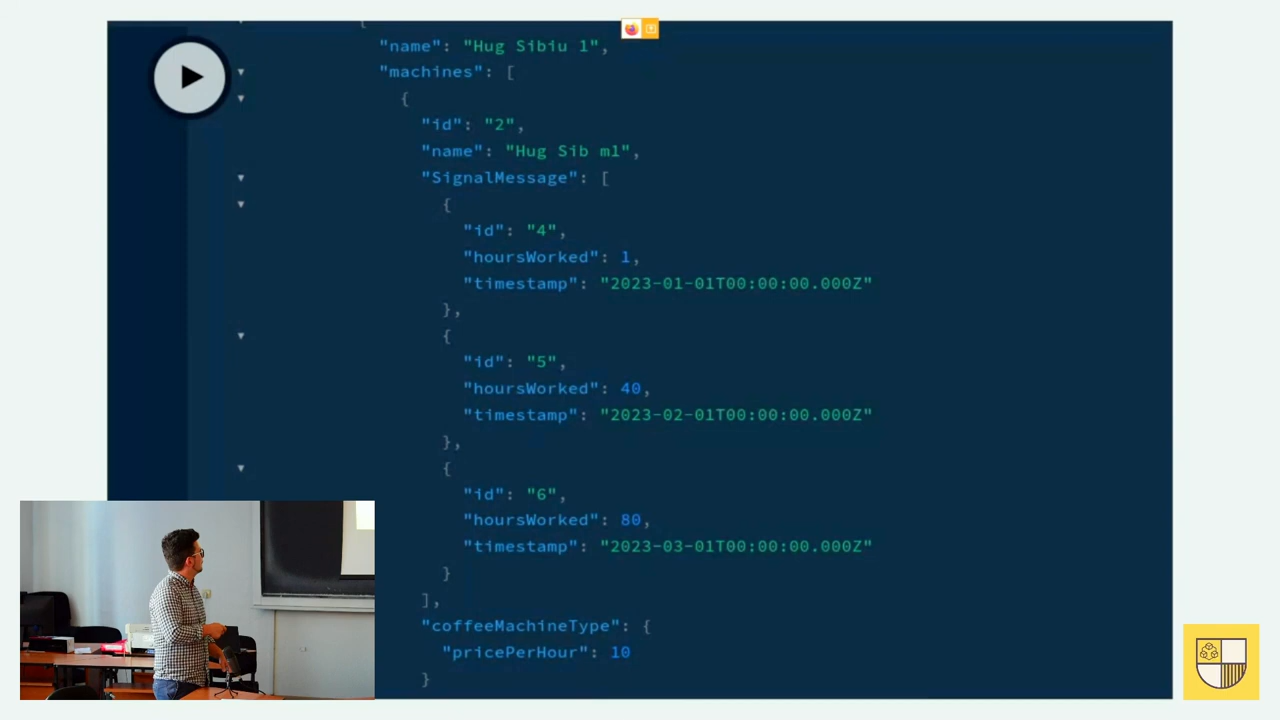 {
"name": "Hug Sibiu 1",
"machines": [
{
"id": "2",
"name": "Hug Sib m1",
"SignalMessage": [
{
"id": "4",
"hoursWorked": 1,
"timestamp": "2023-01-01T00:00:00.000Z"
},
{
"id": "5",
"hoursWorked": 40,
"timestamp": "2023-02-01T00:00:00.000Z"
},
{
"id": "6",
"hoursWorked": 80,
"timestamp": "2023-03-01T00:00:00.000Z"
}
],
"coffeeMachineType": {
"pricePerHour": 10
}